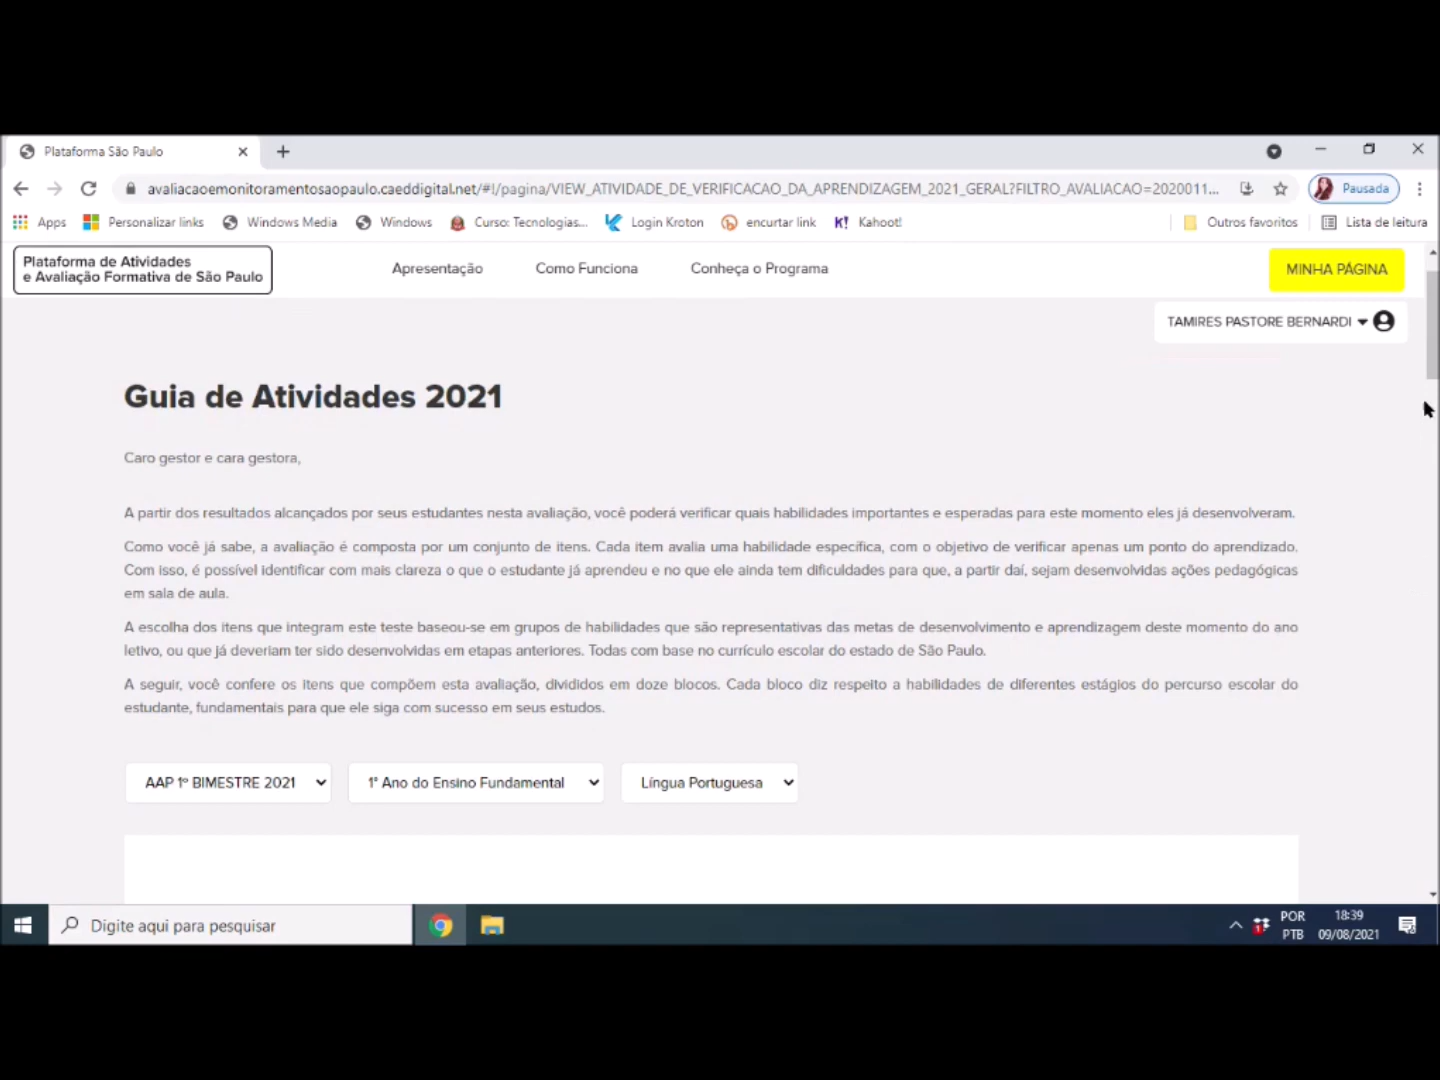 Plataforma São Paulo
avaliacaoemonitoramentosaopaulo.caeddigital.net/#!/pagina/VIEW_ATIVIDADE_DE_VERIFICACAO_DA_APRENDIZAGEM_2021_GERAL?FILTRO_AVALIACAO=2020011...
Pausada
Apps
Personalizar links
Windows Media
Windows
Curso: Tecnologias...
Login Kroton
encurtar link
K! Kahoot!
Outros favoritos
Lista de leitura
Plataforma de Atividades
e Avaliação Formativa de São Paulo
Apresentação
Como Funciona
Conheça o Programa
MINHA PÁGINA
TAMIRES PASTORE BERNARDI
Guia de Atividades 2021
Caro gestor e cara gestora,
A partir dos resultados alcançados por seus estudantes nesta avaliação, você poderá verificar quais habilidades importantes e esperadas para este momento eles já desenvolveram.
Como você já sabe, a avaliação é composta por um conjunto de itens. Cada item avalia uma habilidade específica, com o objetivo de verificar apenas um ponto do aprendizado.
Com isso, é possível identificar com mais clareza o que o estudante já aprendeu e no que ele ainda tem dificuldades para que, a partir daí, sejam desenvolvidas ações pedagógicas
em sala de aula.
A escolha dos itens que integram este teste baseou-se em grupos de habilidades que são representativas das metas de desenvolvimento e aprendizagem deste momento do ano
letivo, ou que já deveriam ter sido desenvolvidas em etapas anteriores. Todas com base no currículo escolar do estado de São Paulo.
A seguir, você confere os itens que compõem esta avaliação, divididos em doze blocos. Cada bloco diz respeito a habilidades de diferentes estágios do percurso escolar do
estudante, fundamentais para que ele siga com sucesso em seus estudos.
AAP 1º BIMESTRE 2021
1° Ano do Ensino Fundamental
Língua Portuguesa
Digite aqui para pesquisar
POR
PTB
18:39
09/08/2021